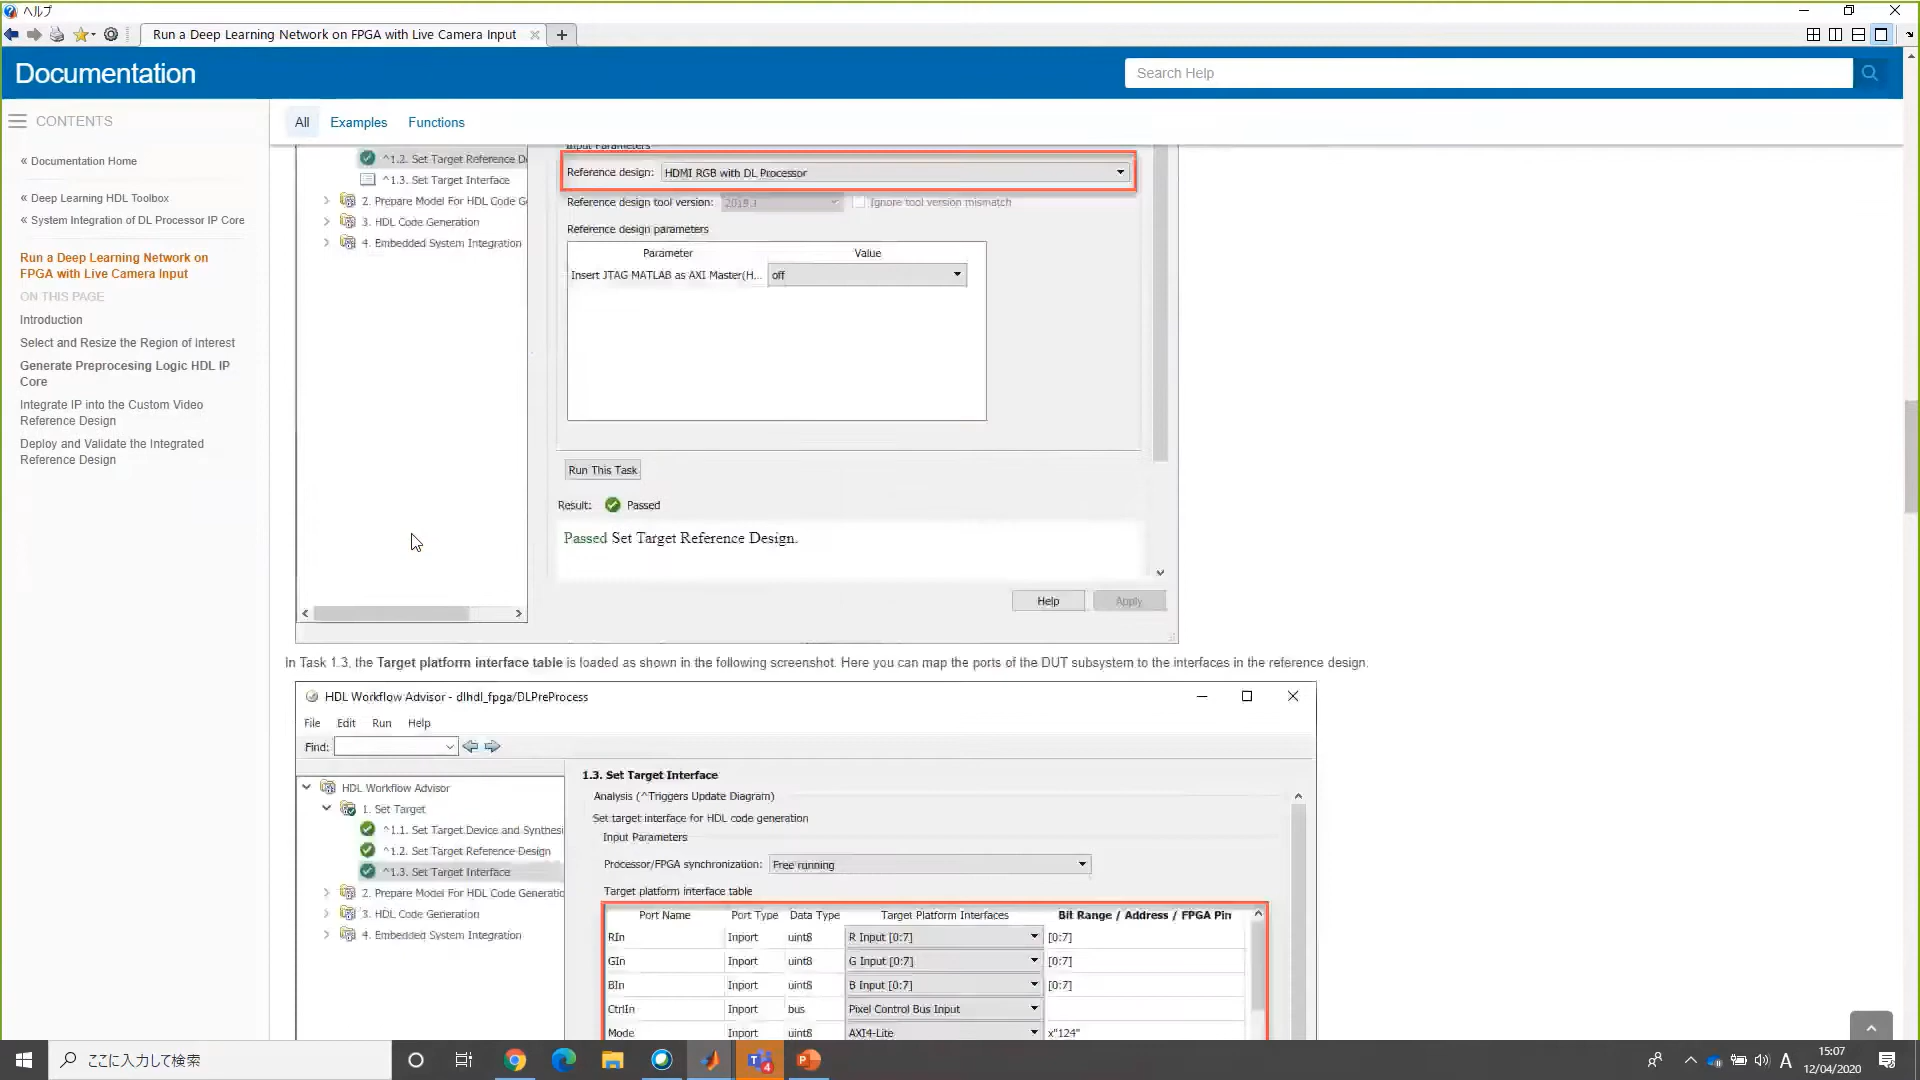 ヘルプ
Run a Deep Learning Network on FPGA with Live Camera Input
Documentation
Search Help
CONTENTS
All
Examples
Functions
« Documentation Home
« Deep Learning HDL Toolbox
« System Integration of DL Processor IP Core
Run a Deep Learning Network on
FPGA with Live Camera Input
ON THIS PAGE
Introduction
Select and Resize the Region of Interest
Generate Preprocesing Logic HDL IP
Core
Integrate IP into the Custom Video
Reference Design
Deploy and Validate the Integrated
Reference Design
^1.2. Set Target Reference D
^1.3. Set Target Interface
2. Prepare Model For HDL Code G
3. HDL Code Generation
4. Embedded System Integration
Input Parameters
Reference design: HDMI RGB with DL Processor
Reference design tool version: 2019.1 Ignore tool version mismatch
Reference design parameters
Parameter Value
Insert JTAG MATLAB as AXI Master(H... off
Run This Task
Result: Passed
Passed Set Target Reference Design.
Help Apply
In Task 1.3, the Target platform interface table is loaded as shown in the following screenshot. Here you can map the ports of the DUT subsystem to the interfaces in the reference design.
HDL Workflow Advisor - dlhdl_fpga/DLPreProcess
File Edit Run Help
Find:
HDL Workflow Advisor
1. Set Target
^1.1. Set Target Device and Synthesi
^1.2. Set Target Reference Design
^1.3. Set Target Interface
2. Prepare Model For HDL Code Generatio
3. HDL Code Generation
4. Embedded System Integration
1.3. Set Target Interface
Analysis (^Triggers Update Diagram)
Set target interface for HDL code generation
Input Parameters
Processor/FPGA synchronization: Free running
Target platform interface table
Port Name Port Type Data Type Target Platform Interfaces Bit Range / Address / FPGA Pin
RIn Inport uint8 R Input [0:7] [0:7]
GIn Inport uint8 G Input [0:7] [0:7]
BIn Inport uint8 B Input [0:7] [0:7]
CtrlIn Inport bus Pixel Control Bus Input
Mode Inport uint8 AXI4-Lite x"124"
ここに入力して検索
4
A
15:07
12/04/2020